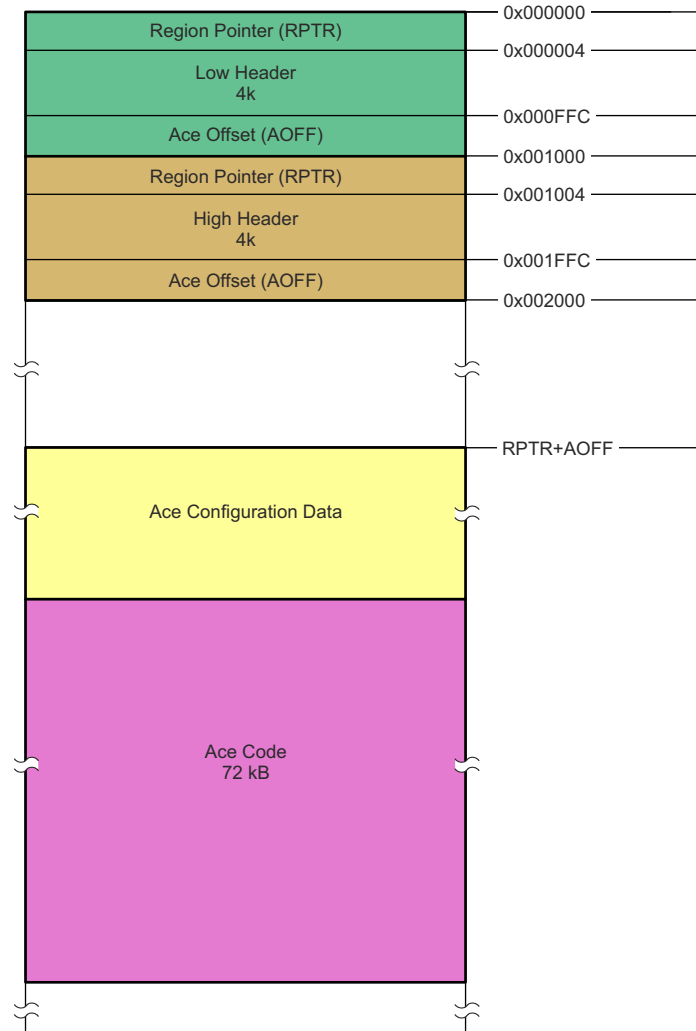 0x000000
Region Pointer (RPTR)
0x000004
Low Header
4k
0x000FFC
Ace Offset (AOFF)
0x001000
Region Pointer (RPTR)
0x001004
High Header
4k
0x001FFC
Ace Offset (AOFF)
0x002000
RPTR+AOFF
Ace Configuration Data
Ace Code
72 kB